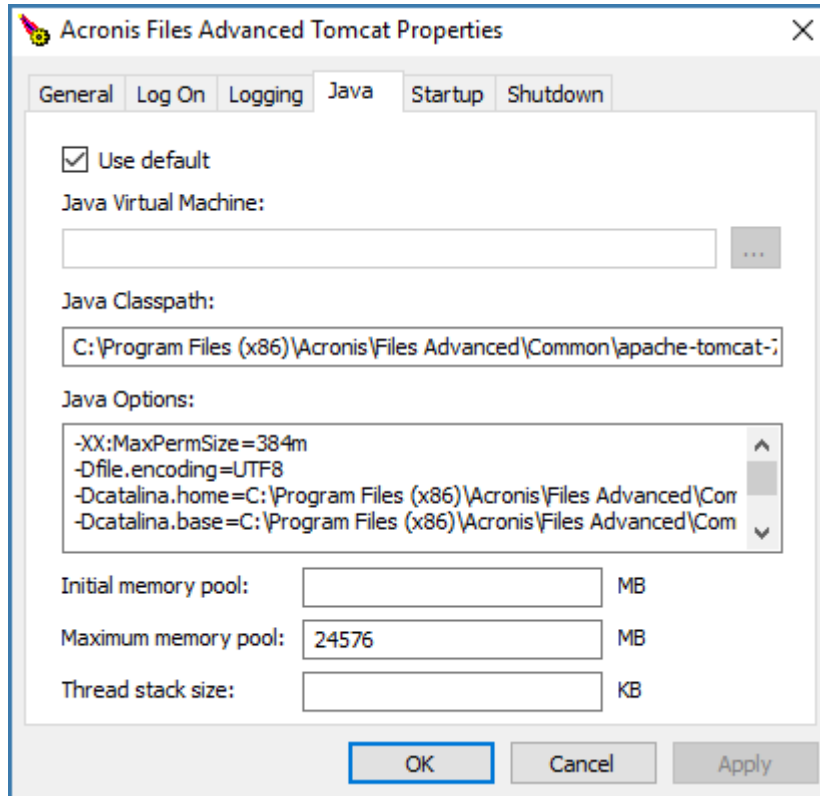 Acronis Files Advanced Tomcat Properties
General Log On Logging Java Startup Shutdown
Use default
Java Virtual Machine:
...
Java Classpath:
C:\Program Files (x86)\Acronis\Files Advanced\Common\apache-tomcat-7
Java Options:
-XX:MaxPermSize=384m
-Dfile.encoding=UTF8
-Dcatalina.home=C:\Program Files (x86)\Acronis\Files Advanced\Com
-Dcatalina.base=C:\Program Files (x86)\Acronis\Files Advanced\Com
Initial memory pool: MB
Maximum memory pool: 24576 MB
Thread stack size: KB
OK Cancel Apply